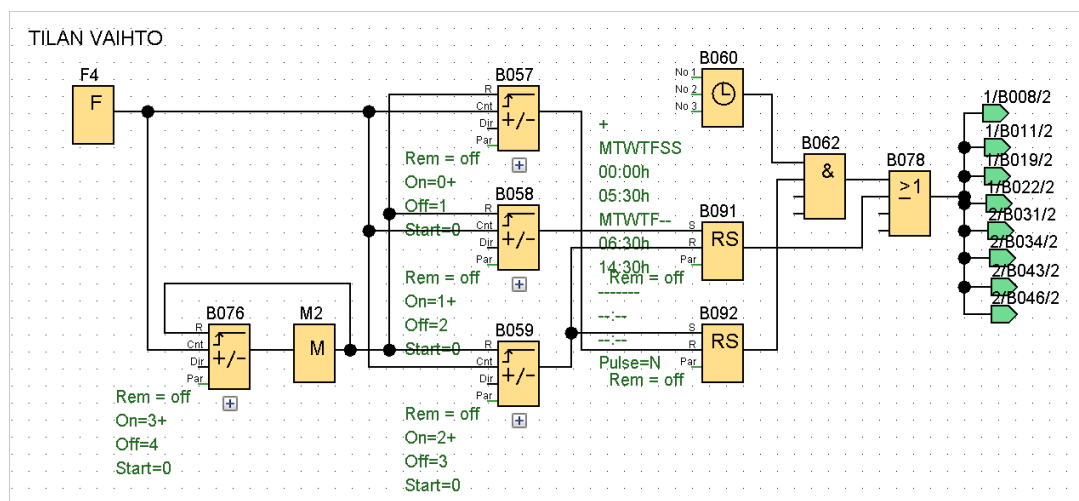 TILAN VAIHTO
F4
F
B057
R
Cnt
Dir
Par
+/-
Rem = off
On=0+
Off=1
Start=0
B058
R
Cnt
Dir
Par
+/-
Rem = off
On=1+
Off=2
Start=0
B059
R
Cnt
Dir
Par
+/-
Rem = off
On=2+
Off=3
Start=0
B076
R
Cnt
Dir
Par
+/-
Rem = off
On=3+
Off=4
Start=0
M2
M
B060
No 1
No 2
No 3
+
MTWTFSS
00:00h
05:30h
MTWTF--
06:30h
14:30h
-------
--:--
--:--
Pulse=N
B091
S
R
Par
RS
Rem = off
B092
S
R
Par
RS
Rem = off
B062
&
B078
>1
1/B008/2
1/B011/2
1/B019/2
1/B022/2
2/B031/2
2/B034/2
2/B043/2
2/B046/2